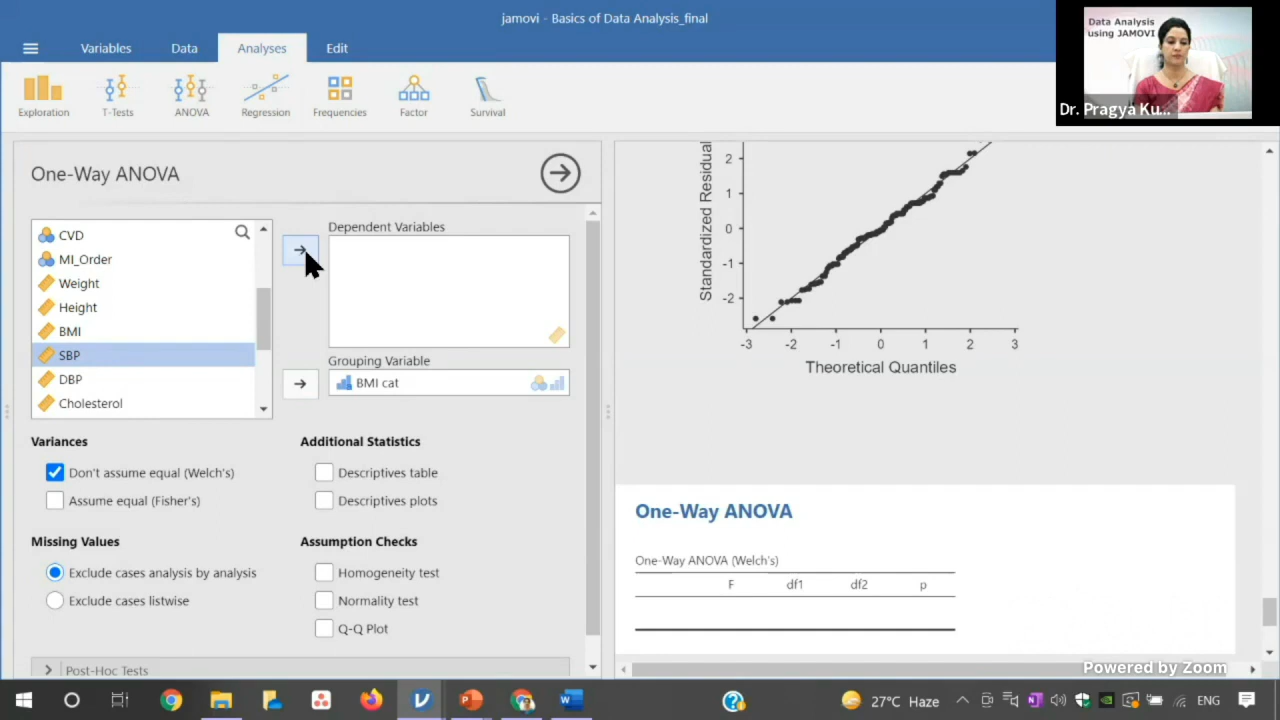 jamovi - Basics of Data Analysis_final
Variables
Data
Analyses
Edit
Exploration
T-Tests
ANOVA
Regression
Frequencies
Factor
Survival
Data Analysis
using JAMOVI
Dr. Pragya Ku...
One-Way ANOVA
CVD
MI_Order
Weight
Height
BMI
SBP
DBP
Cholesterol
Dependent Variables
Grouping Variable
BMI cat
Variances
Don't assume equal (Welch's)
Assume equal (Fisher's)
Additional Statistics
Descriptives table
Descriptives plots
Missing Values
Exclude cases analysis by analysis
Exclude cases listwise
Assumption Checks
Homogeneity test
Normality test
Q-Q Plot
Post-Hoc Tests
Standardized Residual
2
1
0
-1
-2
-3 -2 -1 0 1 2 3
Theoretical Quantiles
One-Way ANOVA
One-Way ANOVA (Welch's)
F df1 df2 p
Powered by Zoom
27°C Haze
ENG